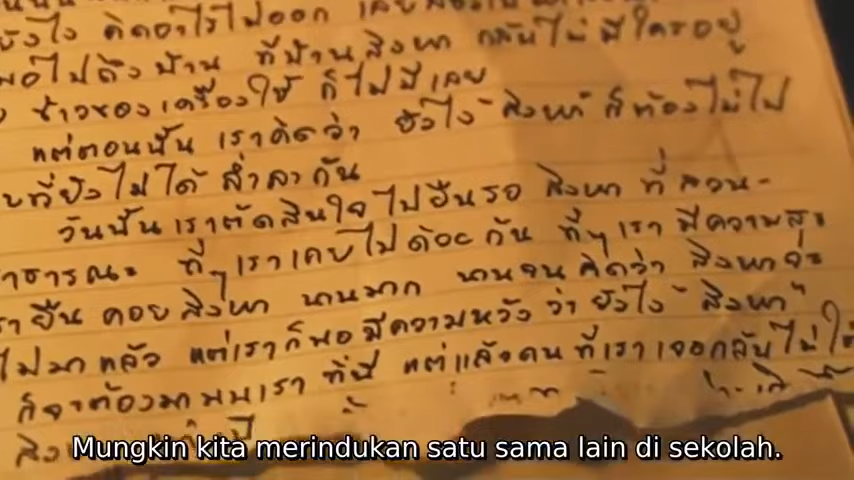 ยังไง คิดอะไรไม่ออก เลย
พอไปถึงบ้าน ที่บ้านสิงหา กลับไม่มีใครอยู่
ข้าวของเครื่องใช้ ก็ไม่มีเลย
แต่ตอนนั้น เราคิดว่า ยังไง "สิงหา" ก็ต้องไม่ไป
ที่ยังไม่ได้ ล่ำลากัน
วันนั้น เราตัดสินใจไปยืนรอ สิงหา ที่สวน-
สาธารณะ ที่ๆเราเคยไปด้วยกัน ที่ๆเรามีความสุข
เรายืนคอยสิงหา นานมาก นานจนคิดว่า สิงหาจะ
ไม่มาแล้ว แต่เราก็พอมีความหวัง ว่ายังไง "สิงหา"
ก็จะต้องมาพบเรา ที่นี่ แต่แล้วคนที่เราเจอกลับไม่ใช่
Mungkin kita merindukan satu sama lain di sekolah.